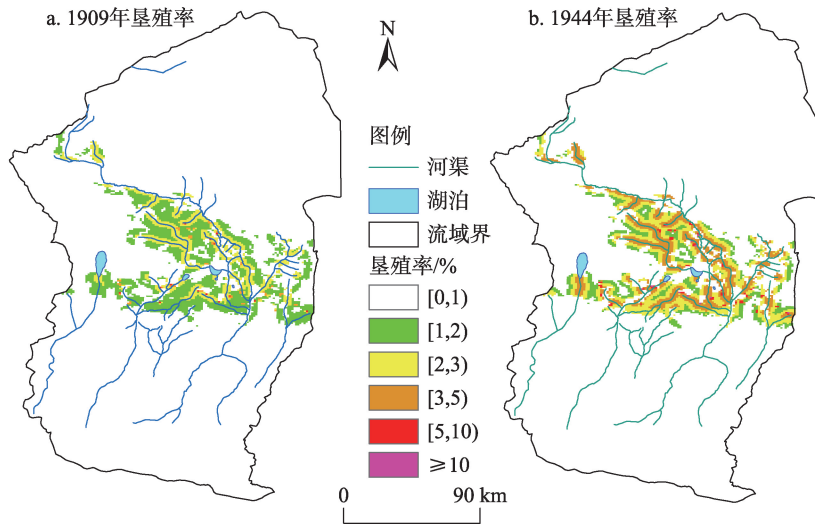 a. 1909年垦殖率
N
b. 1944年垦殖率
图例
河渠
湖泊
流域界
垦殖率/%
[0,1)
[1,2)
[2,3)
[3,5)
[5,10)
≥10
0 90 km